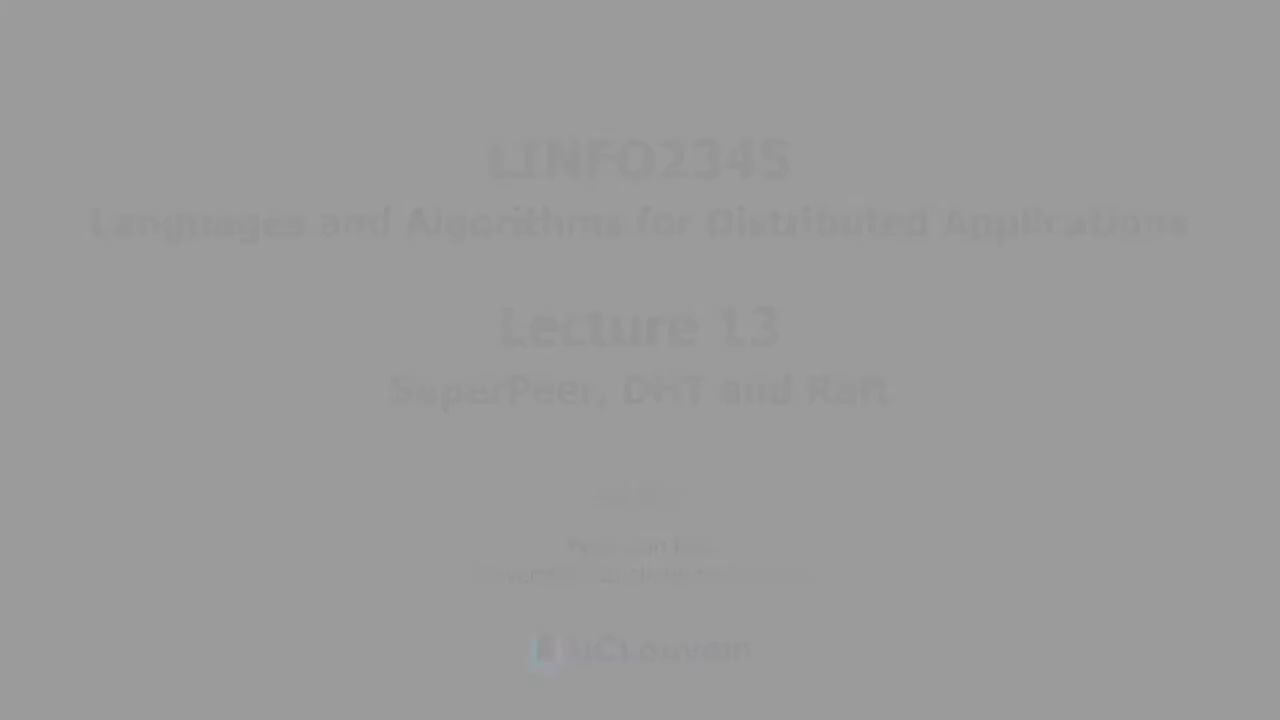 LINFO2345
Languages and Algorithms for Distributed Applications
Lecture 13
SuperPeer, DHT and Raft
UCLouvain